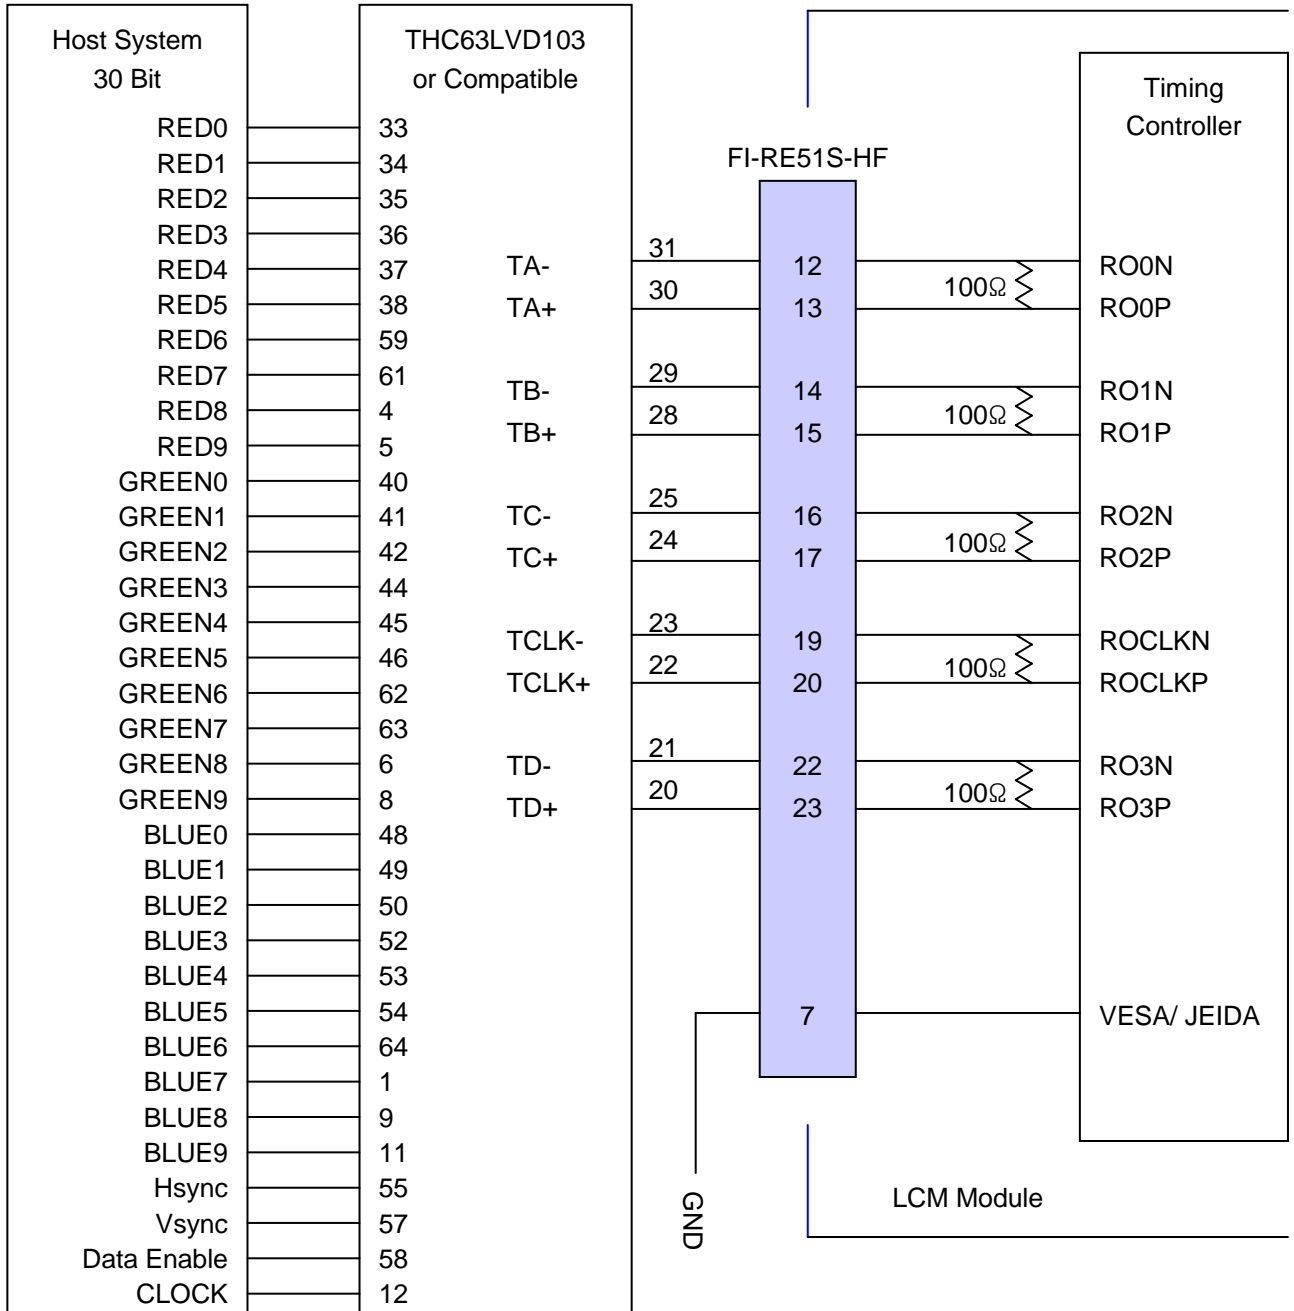 Host System
30 Bit
THC63LVD103
or Compatible
Timing
Controller
FI-RE51S-HF
RED0 33
RED1 34
RED2 35
RED3 36
RED4 37
RED5 38
RED6 59
RED7 61
RED8 4
RED9 5
GREEN0 40
GREEN1 41
GREEN2 42
GREEN3 44
GREEN4 45
GREEN5 46
GREEN6 62
GREEN7 63
GREEN8 6
GREEN9 8
BLUE0 48
BLUE1 49
BLUE2 50
BLUE3 52
BLUE4 53
BLUE5 54
BLUE6 64
BLUE7 1
BLUE8 9
BLUE9 11
Hsync 55
Vsync 57
Data Enable 58
CLOCK 12
TA- 31 12 RO0N
100Ω
TA+ 30 13 RO0P
TB- 29 14 RO1N
100Ω
TB+ 28 15 RO1P
TC- 25 16 RO2N
100Ω
TC+ 24 17 RO2P
TCLK- 23 19 ROCLKN
100Ω
TCLK+ 22 20 ROCLKP
TD- 21 22 RO3N
100Ω
TD+ 20 23 RO3P
7 VESA/ JEIDA
GND
LCM Module